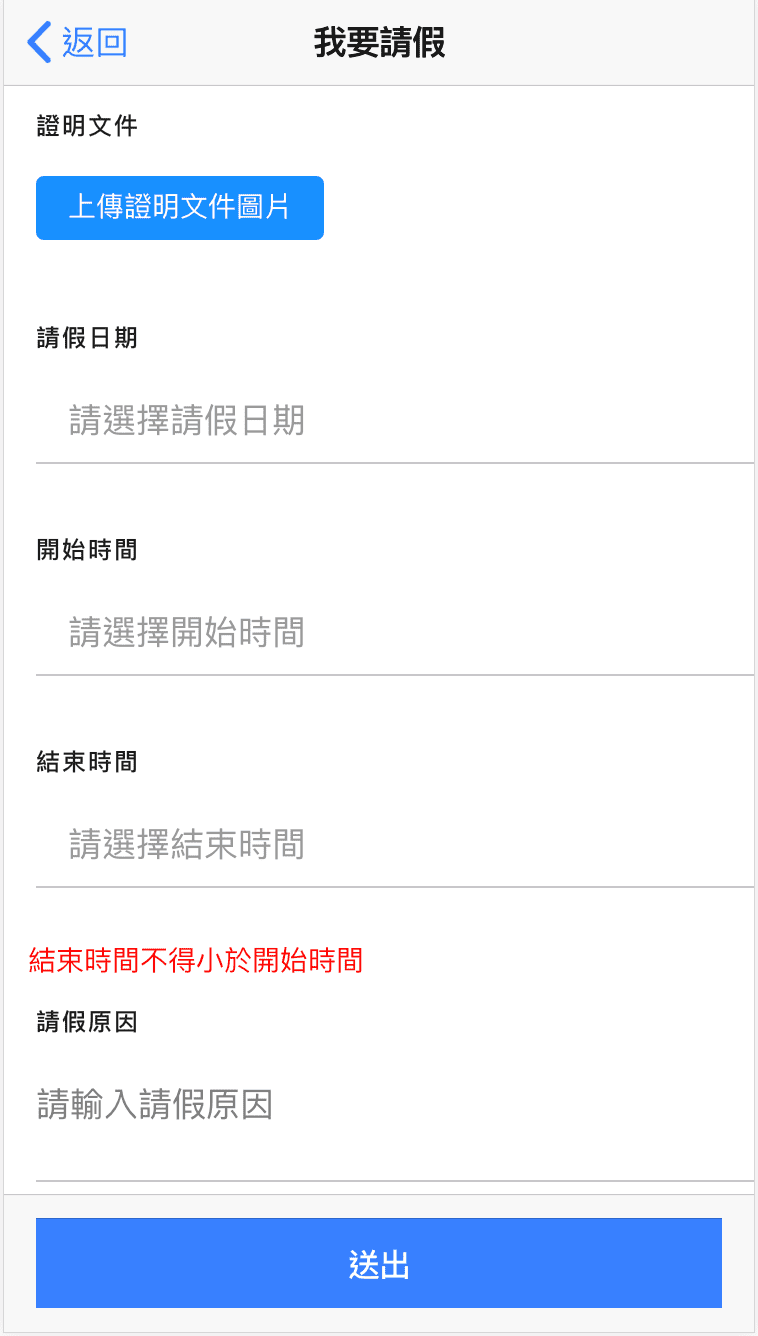 返回
我要請假
證明文件
上傳證明文件圖片
請假日期
請選擇請假日期
開始時間
請選擇開始時間
結束時間
請選擇結束時間
結束時間不得小於開始時間
請假原因
請輸入請假原因
送出